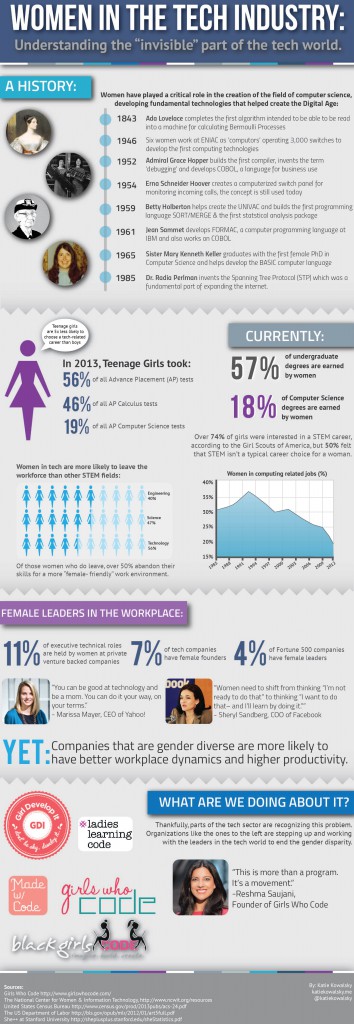 WOMEN IN THE TECH INDUSTRY:
Understanding the "invisible" part of the tech world.
A HISTORY:
Women have played a critical role in the creation of the field of computer science,
developing fundamental technologies that helped create the Digital Age:
1843 Ada Lovelace completes the first algorithm intended to be able to be read
into a machine for calculating Bernoulli Processes
1946 Six women work at ENIAC as 'computers' operating 3,000 switches to
develop the first computing technologies
1952 Admiral Grace Hopper builds the first compiler, invents the term
'debugging' and develops COBOL, a language for business use
1954 Erna Schneider Hoover creates a computerized switch panel for
monitoring incoming calls, the concept is still used today
1959 Betty Holberton helps create the UNIVAC and builds the first programming
language SORT/MERGE & the first statistical analysis package
1961 Jean Sammet develops FORMAC, a computer programming language at
IBM and also works on COBOL
1965 Sister Mary Kenneth Keller graduates with the first female PhD in
Computer Science and helps develop the BASIC computer language
1985 Dr. Radia Perlman invents the Spanning Tree Protocal (STP) which was a
fundamental part of expanding the internet.
Teenage girls
are 5x less likely to
choose a tech-related
career than boys
In 2013, Teenage Girls took:
56% of all Advance Placement (AP) tests
46% of all AP Calculus tests
19% of all AP Computer Science tests
CURRENTLY:
57% of undergraduate
degrees are earned
by women
18% of Computer Science
degrees are earned
by women
Over 74% of girls were interested in a STEM career,
according to the Girl Scouts of America, but 50% felt
that STEM isn't a typical career choice for a woman.
Women in tech are more likely to leave the
workforce than other STEM fields:
Engineering
40%
Science
47%
Technology
56%
Of those women who do leave, over 50% abandon their
skills for a more "female- friendly" work environment.
Women in computing related jobs (%)
40%
35%
30%
25%
20%
15%
FEMALE LEADERS IN THE WORKPLACE:
11% of executive technical roles
are held by women at private
venture backed companies
7% of tech companies
have female founders
4% of Fortune 500 companies
have female leaders
"You can be good at technology and
be a mom. You can do it your way, on
your terms."
- Marissa Mayer, CEO of Yahoo!
"Women need to shift from thinking "I'm not
ready to do that" to thinking "I want to do
that– and I'll learn by doing it.""
- Sheryl Sandberg, COO of Facebook
YET: Companies that are gender diverse are more likely to
have better workplace dynamics and higher productivity.
Girl Develop It
GDI
ladies
learning
code
Made
w/
Code
girls who
code
black girls
CODE
WHAT ARE WE DOING ABOUT IT?
Thankfully, parts of the tech sector are recognizing this problem.
Organizations like the ones to the left are stepping up and working
with the leaders in the tech world to end the gender disparity.
"This is more than a program.
It's a movement."
-Reshma Saujani,
Founder of Girls Who Code
Sources:
Girls Who Code http://www.girlswhocode.com/
The National Center for Women & Information Technology, http://www.ncwit.org/resources
United States Census Bureau http://www.census.gov/prod/2013pubs/acs-24.pdf
The US Department of Labor: http://bls.gov/opub/mlr/2012/01/art5full.pdf
She++ at Stanford University
By: Katie Kowalsky
katiekowalsky.me
@katiekowalsky